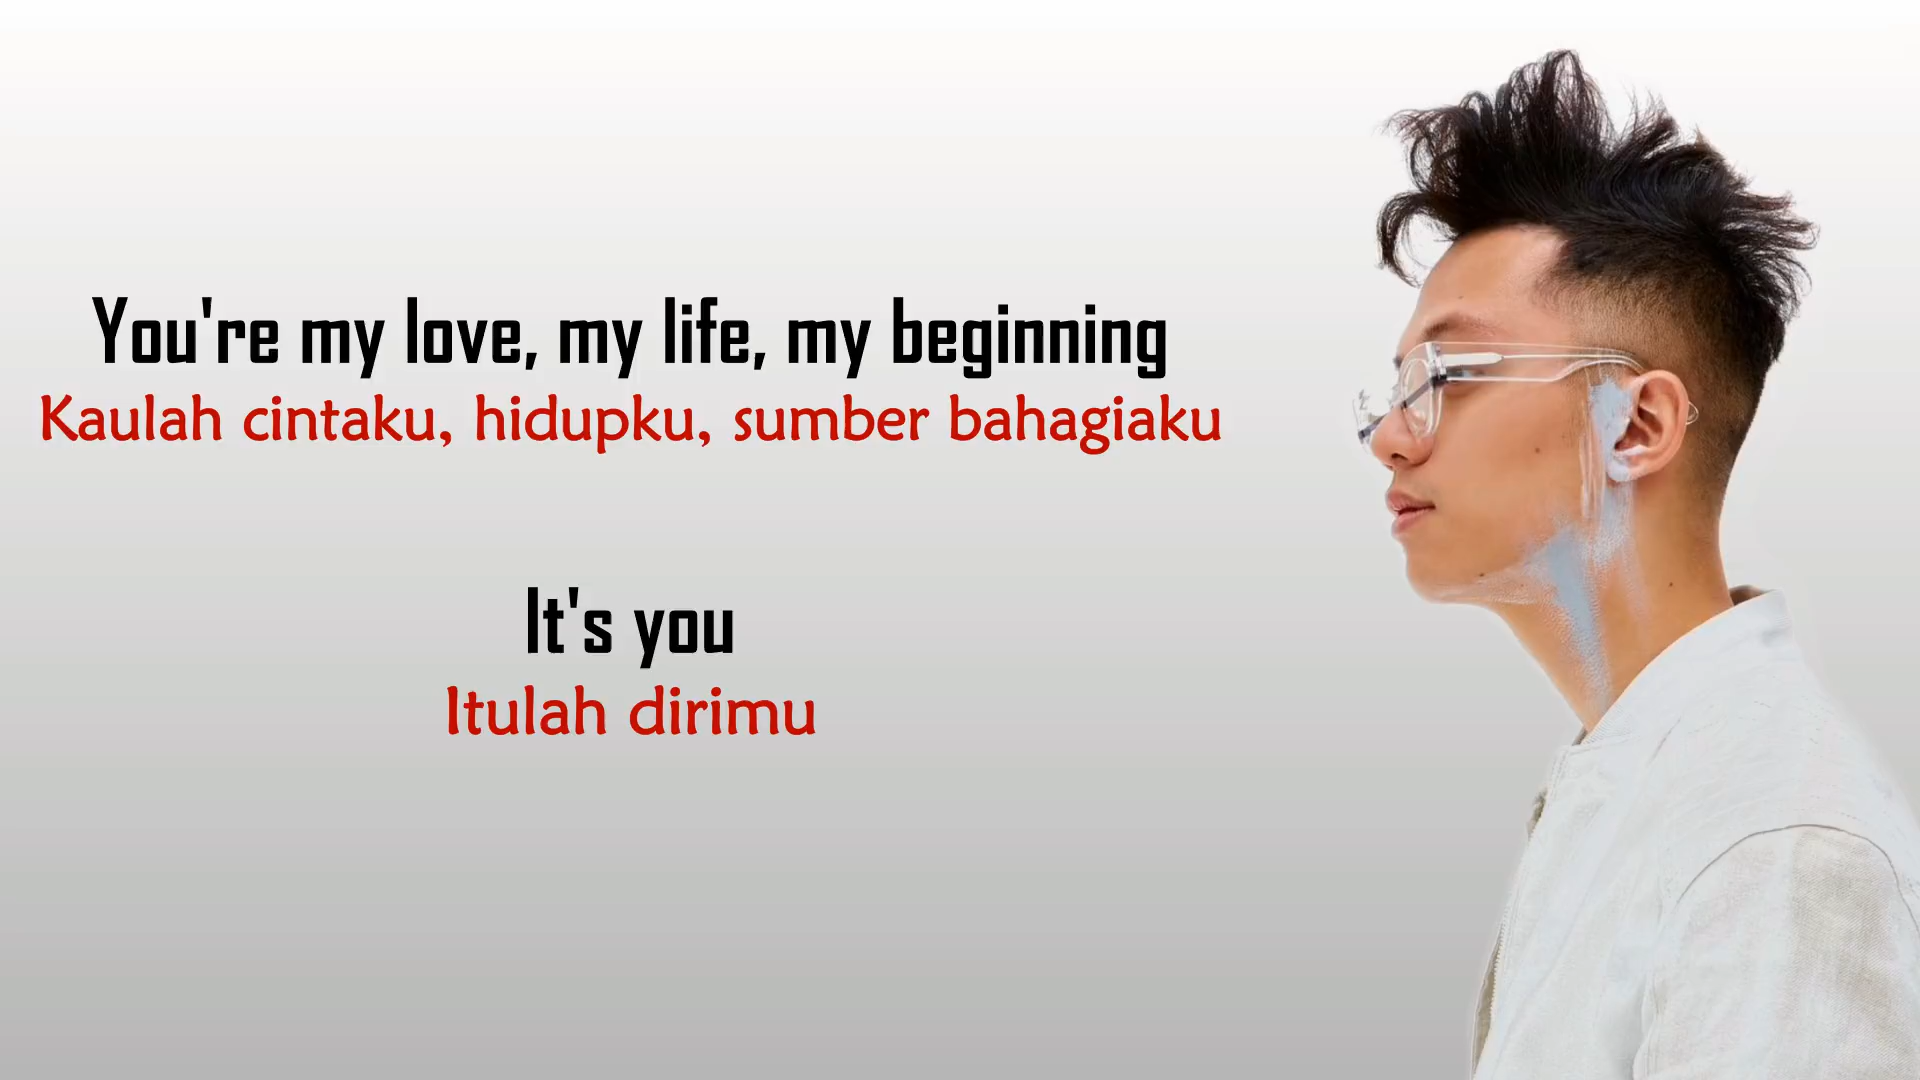 You're my love, my life, my beginning
Kaulah cintaku, hidupku, sumber bahagiaku
It's you
Itulah dirimu